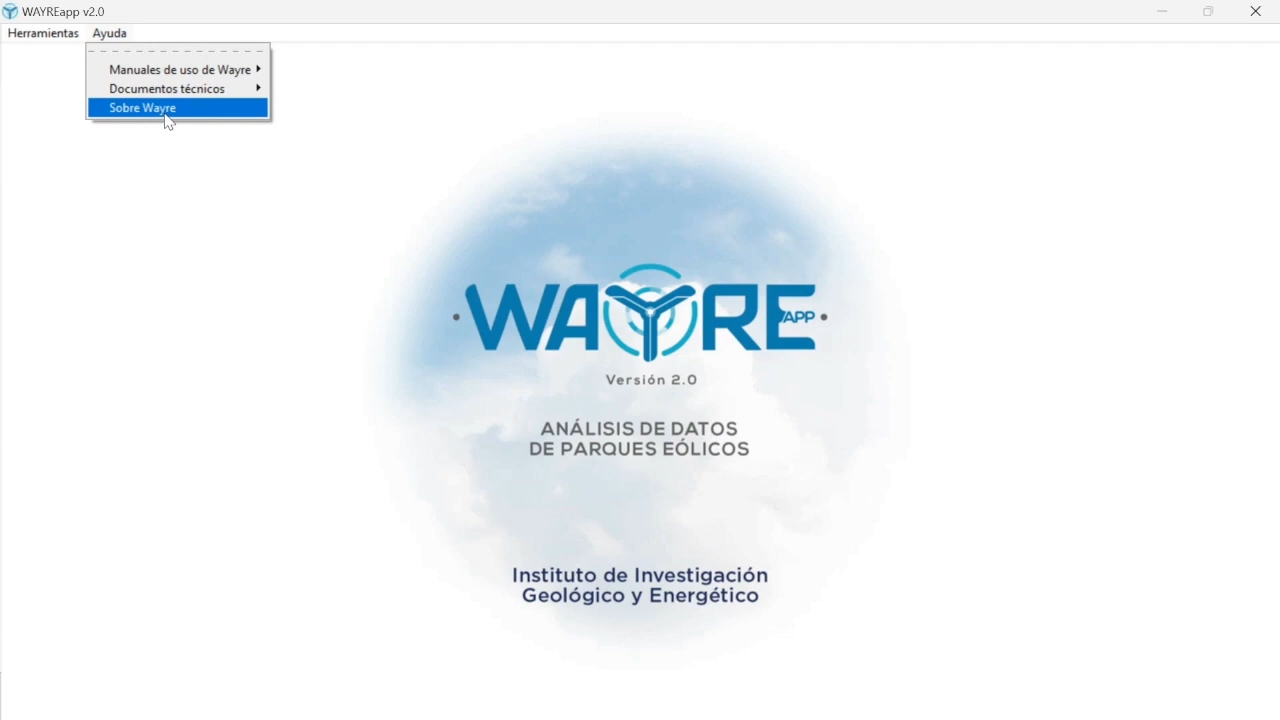 WAYREapp v2.0
Herramientas Ayuda
Manuales de uso de Wayre
Documentos técnicos
Sobre Wayre
WAYRE APP
Versión 2.0
ANÁLISIS DE DATOS
DE PARQUES EÓLICOS
Instituto de Investigación
Geológico y Energético